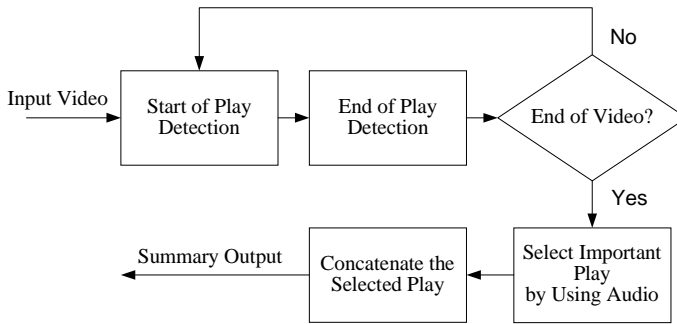 No
Input Video
Start of Play
Detection
End of Play
Detection
End of Video?
Yes
Summary Output
Concatenate the
Selected Play
Select Important
Play
by Using Audio